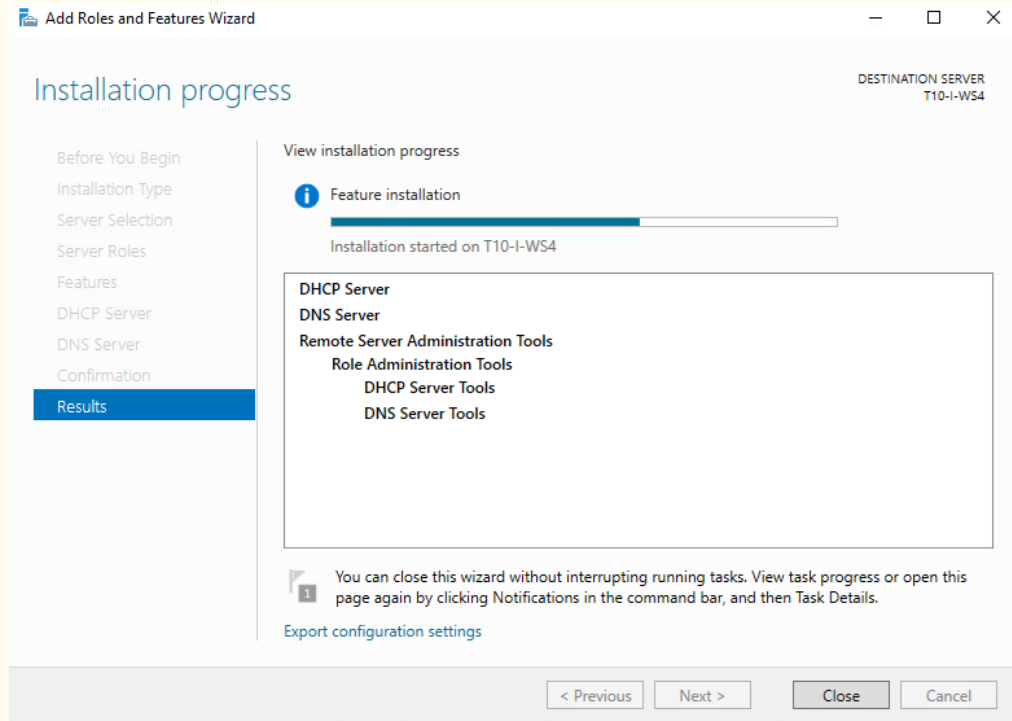 Add Roles and Features Wizard
Installation progress
DESTINATION SERVER
T10-I-WS4
Before You Begin
Installation Type
Server Selection
Server Roles
Features
DHCP Server
DNS Server
Confirmation
Results
View installation progress
i
Feature installation
Installation started on T10-I-WS4
DHCP Server
DNS Server
Remote Server Administration Tools
Role Administration Tools
DHCP Server Tools
DNS Server Tools
1
You can close this wizard without interrupting running tasks. View task progress or open this
page again by clicking Notifications in the command bar, and then Task Details.
Export configuration settings
< Previous
Next >
Close
Cancel